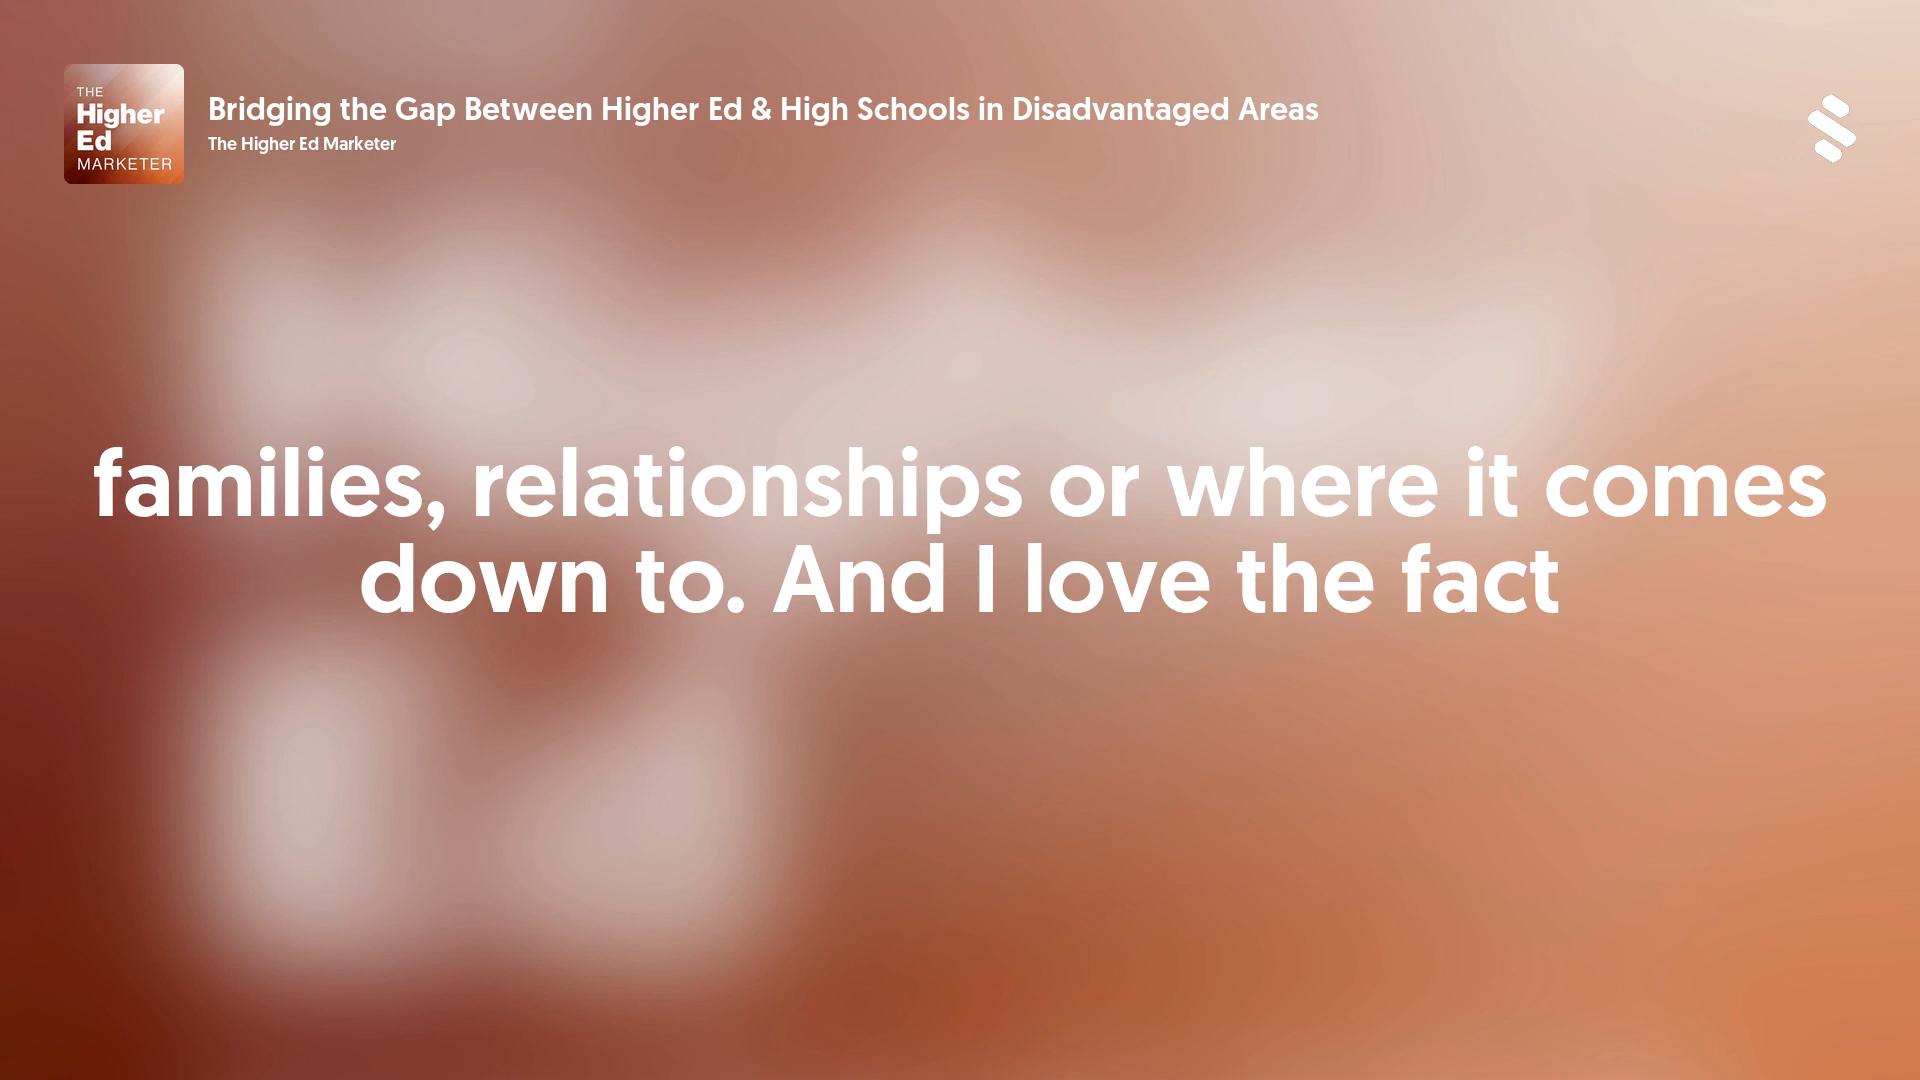 THE
Higher
Ed
MARKETER
Bridging the Gap Between Higher Ed & High Schools in Disadvantaged Areas
The Higher Ed Marketer
families, relationships or where it comes
down to. And I love the fact